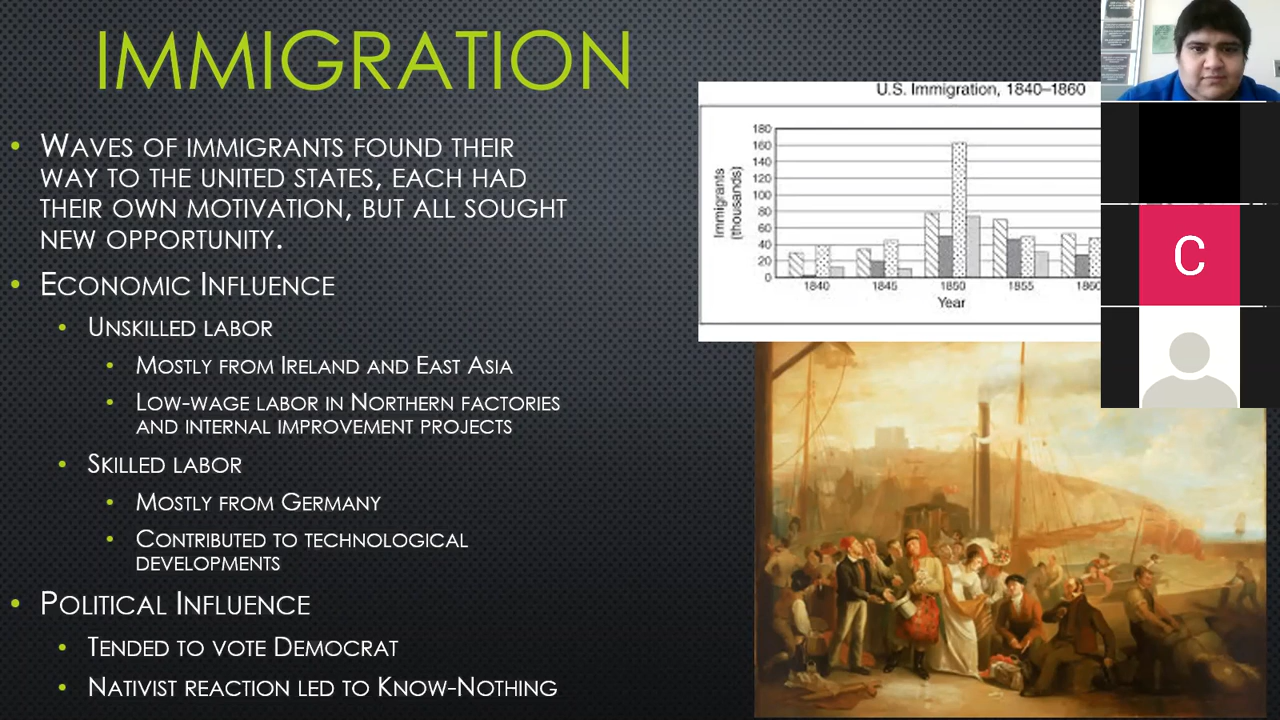 IMMIGRATION
• WAVES OF IMMIGRANTS FOUND THEIR
WAY TO THE UNITED STATES, EACH HAD
THEIR OWN MOTIVATION, BUT ALL SOUGHT
NEW OPPORTUNITY.
• ECONOMIC INFLUENCE
• UNSKILLED LABOR
• MOSTLY FROM IRELAND AND EAST ASIA
• LOW-WAGE LABOR IN NORTHERN FACTORIES
AND INTERNAL IMPROVEMENT PROJECTS
• SKILLED LABOR
• MOSTLY FROM GERMANY
• CONTRIBUTED TO TECHNOLOGICAL
DEVELOPMENTS
• POLITICAL INFLUENCE
• TENDED TO VOTE DEMOCRAT
• NATIVIST REACTION LED TO KNOW-NOTHING
U.S. Immigration, 1840–1860
Immigrants
(thousands)
180
160
140
120
100
80
60
40
20
0
1840 1845 1850 1855 1860
Year
C